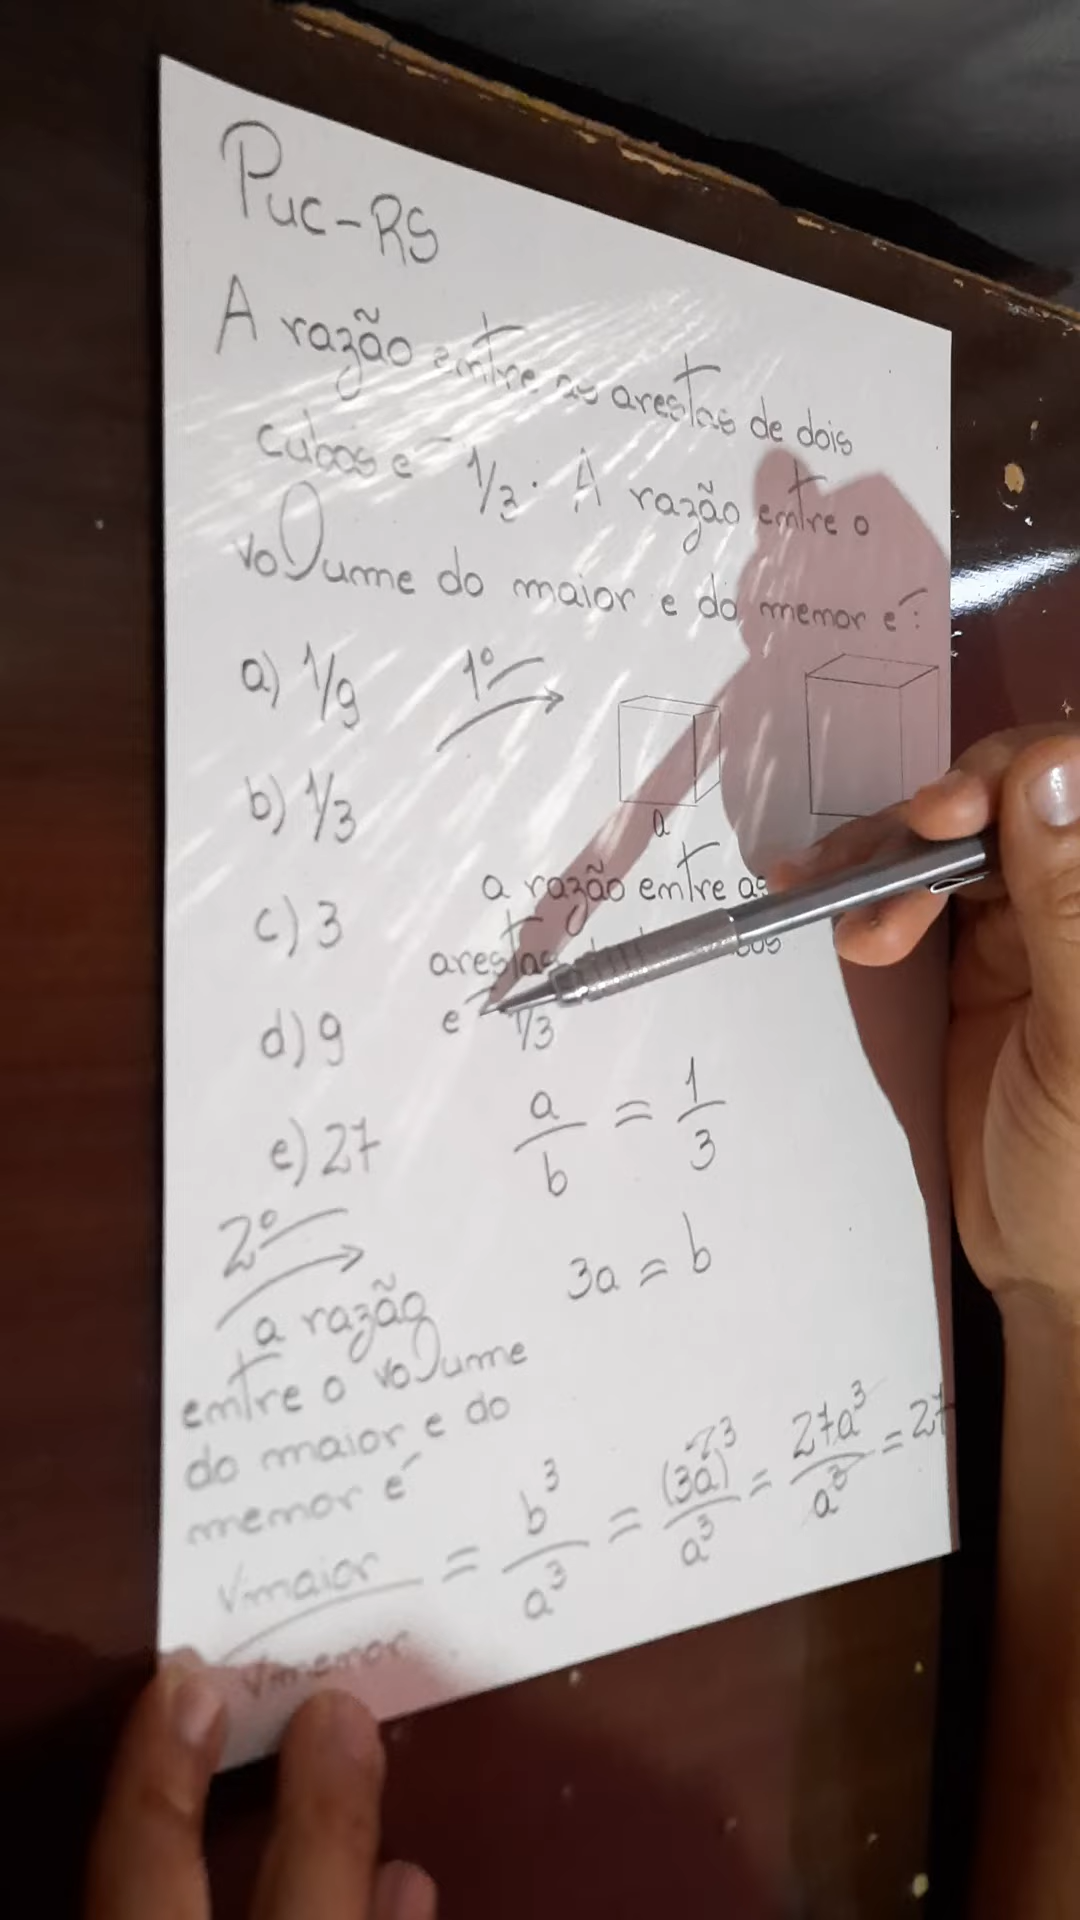 Puc-RS
A razão entre as arestas de dois
cubos é 1/3. A razão entre o
volume do maior e do menor é:
a) 1/9
b) 1/3
c) 3
d) 9
e) 27
1º
a
a razão entre as
arestas
é 1/3
a/b = 1/3
3a = b
2º
a razão
entre o volume
do maior e do
menor é
Vmaior/Vmenor = b³/a³ = (3a)³/a³ = 27a³/a³ = 27